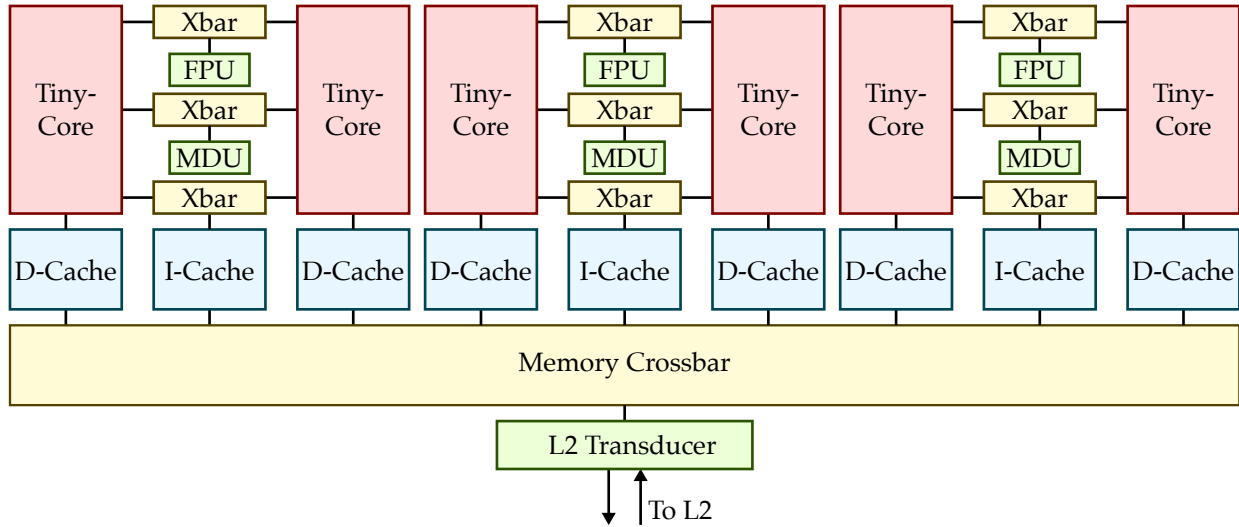 Xbar
Xbar
Xbar
FPU
FPU
FPU
Tiny-
Core
Xbar
Tiny-
Core
Tiny-
Core
Xbar
Tiny-
Core
Tiny-
Core
Xbar
Tiny-
Core
MDU
MDU
MDU
Xbar
Xbar
Xbar
D-Cache
I-Cache
D-Cache
D-Cache
I-Cache
D-Cache
D-Cache
I-Cache
D-Cache
Memory Crossbar
L2 Transducer
To L2